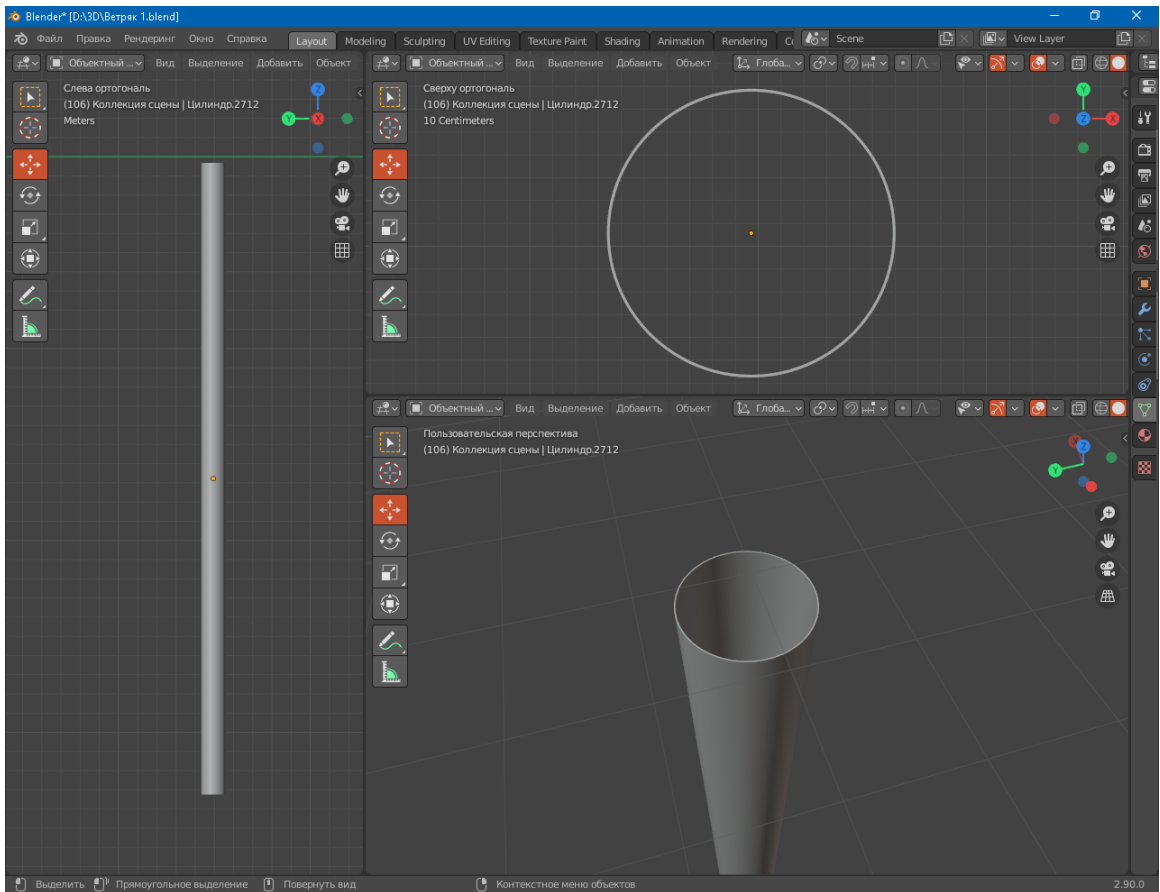 Blender* [D:\3D\Ветряк 1.blend]
Файл Правка Рендеринг Окно Справка Layout Modeling Sculpting UV Editing Texture Paint Shading Animation Rendering Scene View Layer
Объектный ... Вид Выделение Добавить Объект
Слева ортогональ
(106) Коллекция сцены | Цилиндр.2712
Meters
Z
Y X
Объектный ... Вид Выделение Добавить Объект Глоба...
Сверху ортогональ
(106) Коллекция сцены | Цилиндр.2712
10 Centimeters
Y
Z X
Объектный ... Вид Выделение Добавить Объект Глоба...
Пользовательская перспектива
(106) Коллекция сцены | Цилиндр.2712
Z
Y
Выделить Прямоугольное выделение Повернуть вид Контекстное меню объектов 2.90.0